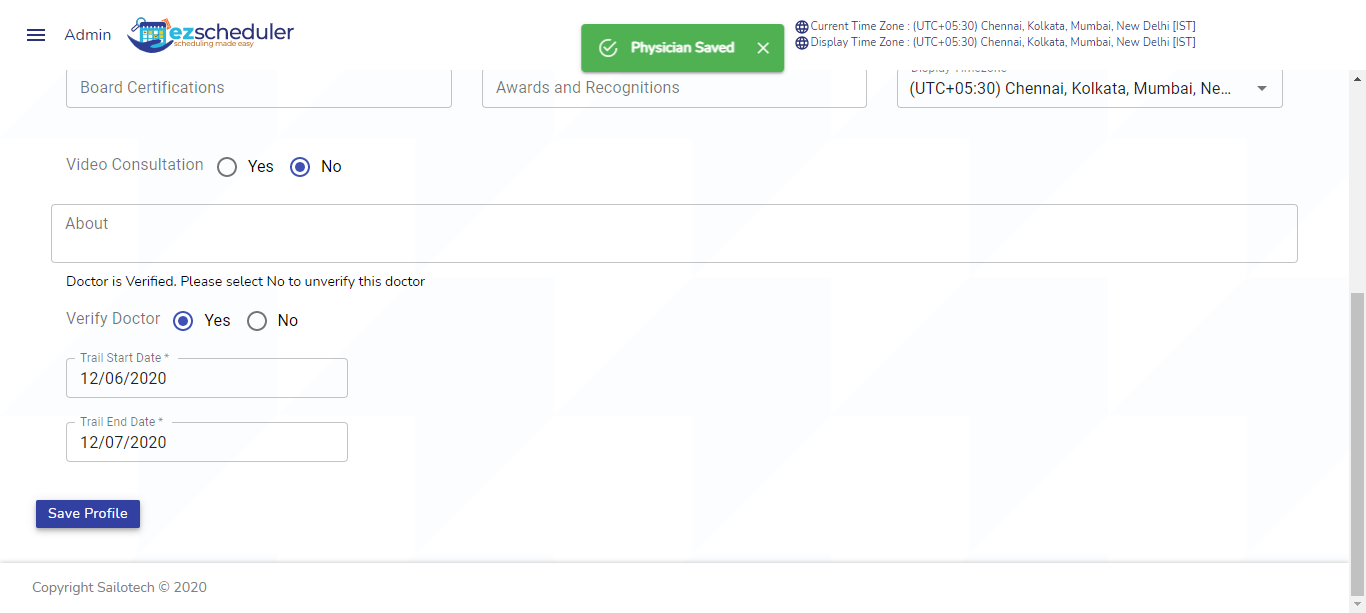 Admin
ezscheduler
scheduling made easy
Physician Saved
Current Time Zone : (UTC+05:30) Chennai, Kolkata, Mumbai, New Delhi [IST]
Display Time Zone : (UTC+05:30) Chennai, Kolkata, Mumbai, New Delhi [IST]
Board Certifications
Awards and Recognitions
Display Timezone
(UTC+05:30) Chennai, Kolkata, Mumbai, Ne...
Video Consultation Yes No
About
Doctor is Verified. Please select No to unverify this doctor
Verify Doctor Yes No
Trail Start Date *
12/06/2020
Trail End Date *
12/07/2020
Save Profile
Copyright Sailotech © 2020